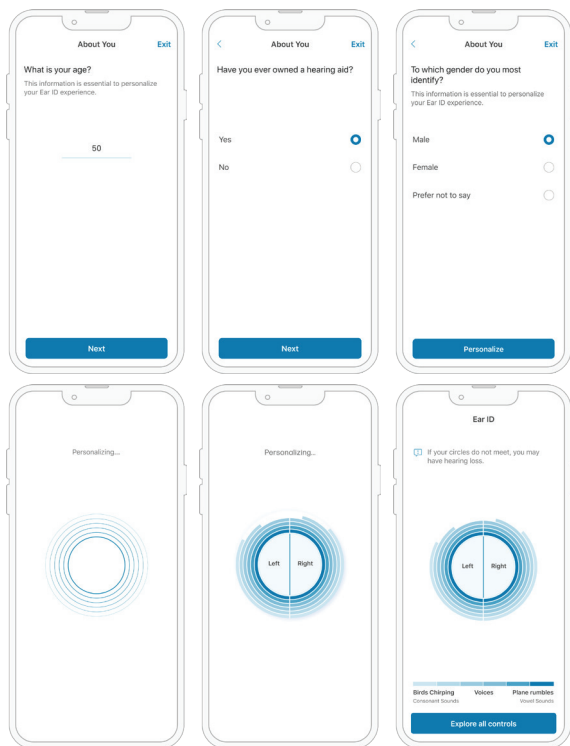 About You
Exit
What is your age?
This information is essential to personalize
your Ear ID experience.
50
Next
About You
Exit
Have you ever owned a hearing aid?
Yes
No
Next
About You
Exit
To which gender do you most
identify?
This information is essential to personalize
your Ear ID experience.
Male
Female
Prefer not to say
Personalize
Personalizing...
Personalizing...
Left
Right
Ear ID
If your circles do not meet, you may
have hearing loss.
Left
Right
Birds Chirping
Voices
Plane rumbles
Consonant Sounds
Vowel Sounds
Explore all controls